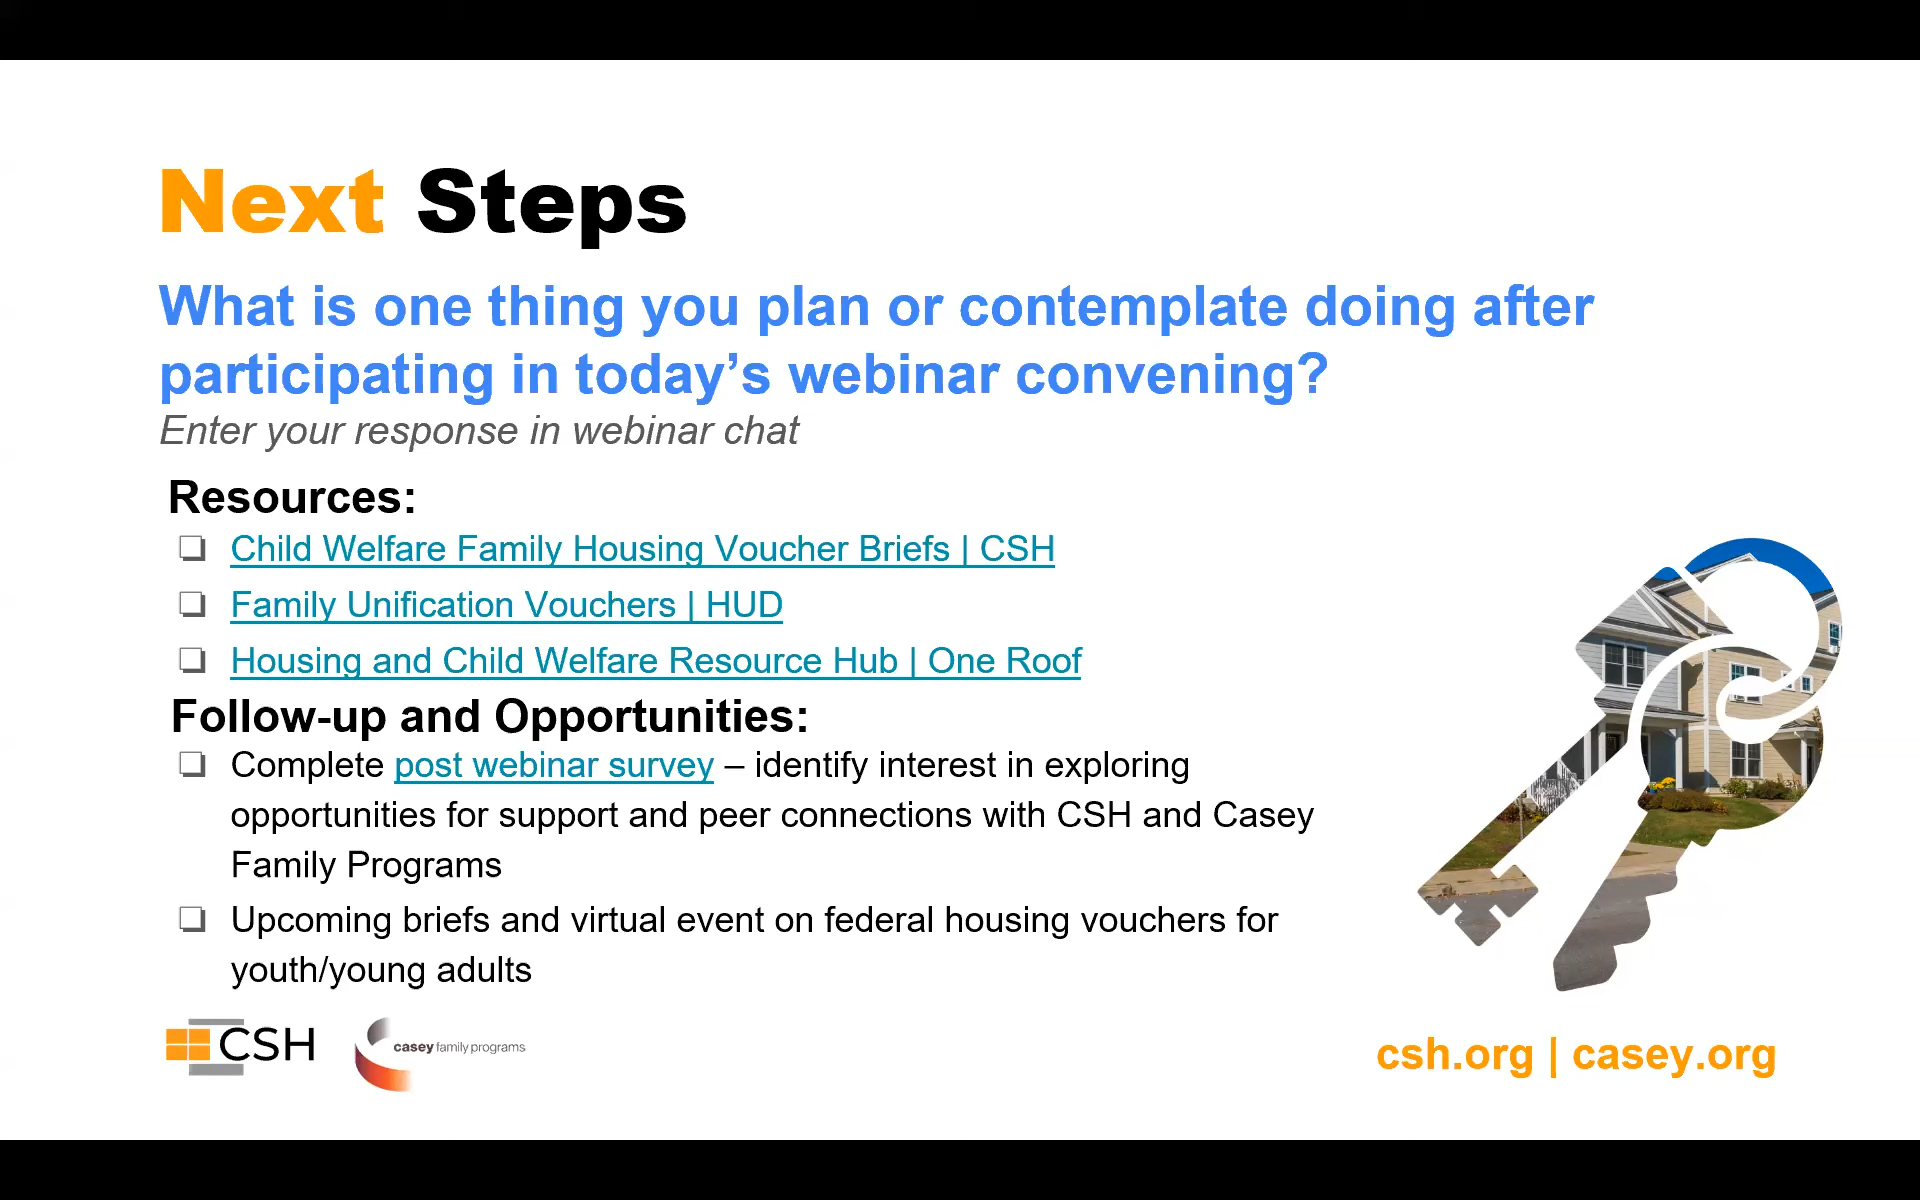 Next Steps
What is one thing you plan or contemplate doing after
participating in today’s webinar convening?
Enter your response in webinar chat
Resources:
❏ Child Welfare Family Housing Voucher Briefs | CSH
❏ Family Unification Vouchers | HUD
❏ Housing and Child Welfare Resource Hub | One Roof
Follow-up and Opportunities:
❏ Complete post webinar survey – identify interest in exploring
opportunities for support and peer connections with CSH and Casey
Family Programs
❏ Upcoming briefs and virtual event on federal housing vouchers for
youth/young adults
CSH
casey family programs
csh.org | casey.org